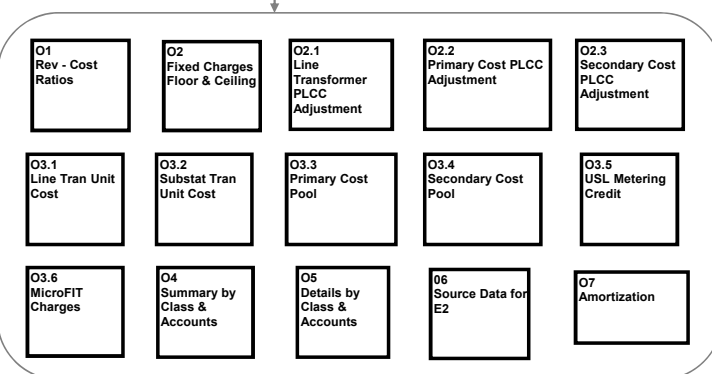 O1
Rev - Cost
Ratios
O2
Fixed Charges
Floor & Ceiling
O2.1
Line
Transformer
PLCC
Adjustment
O2.2
Primary Cost PLCC
Adjustment
O2.3
Secondary Cost
PLCC
Adjustment
O3.1
Line Tran Unit
Cost
O3.2
Substat Tran
Unit Cost
O3.3
Primary Cost
Pool
O3.4
Secondary Cost
Pool
O3.5
USL Metering
Credit
O3.6
MicroFIT
Charges
O4
Summary by
Class &
Accounts
O5
Details by
Class &
Accounts
06
Source Data for
E2
O7
Amortization